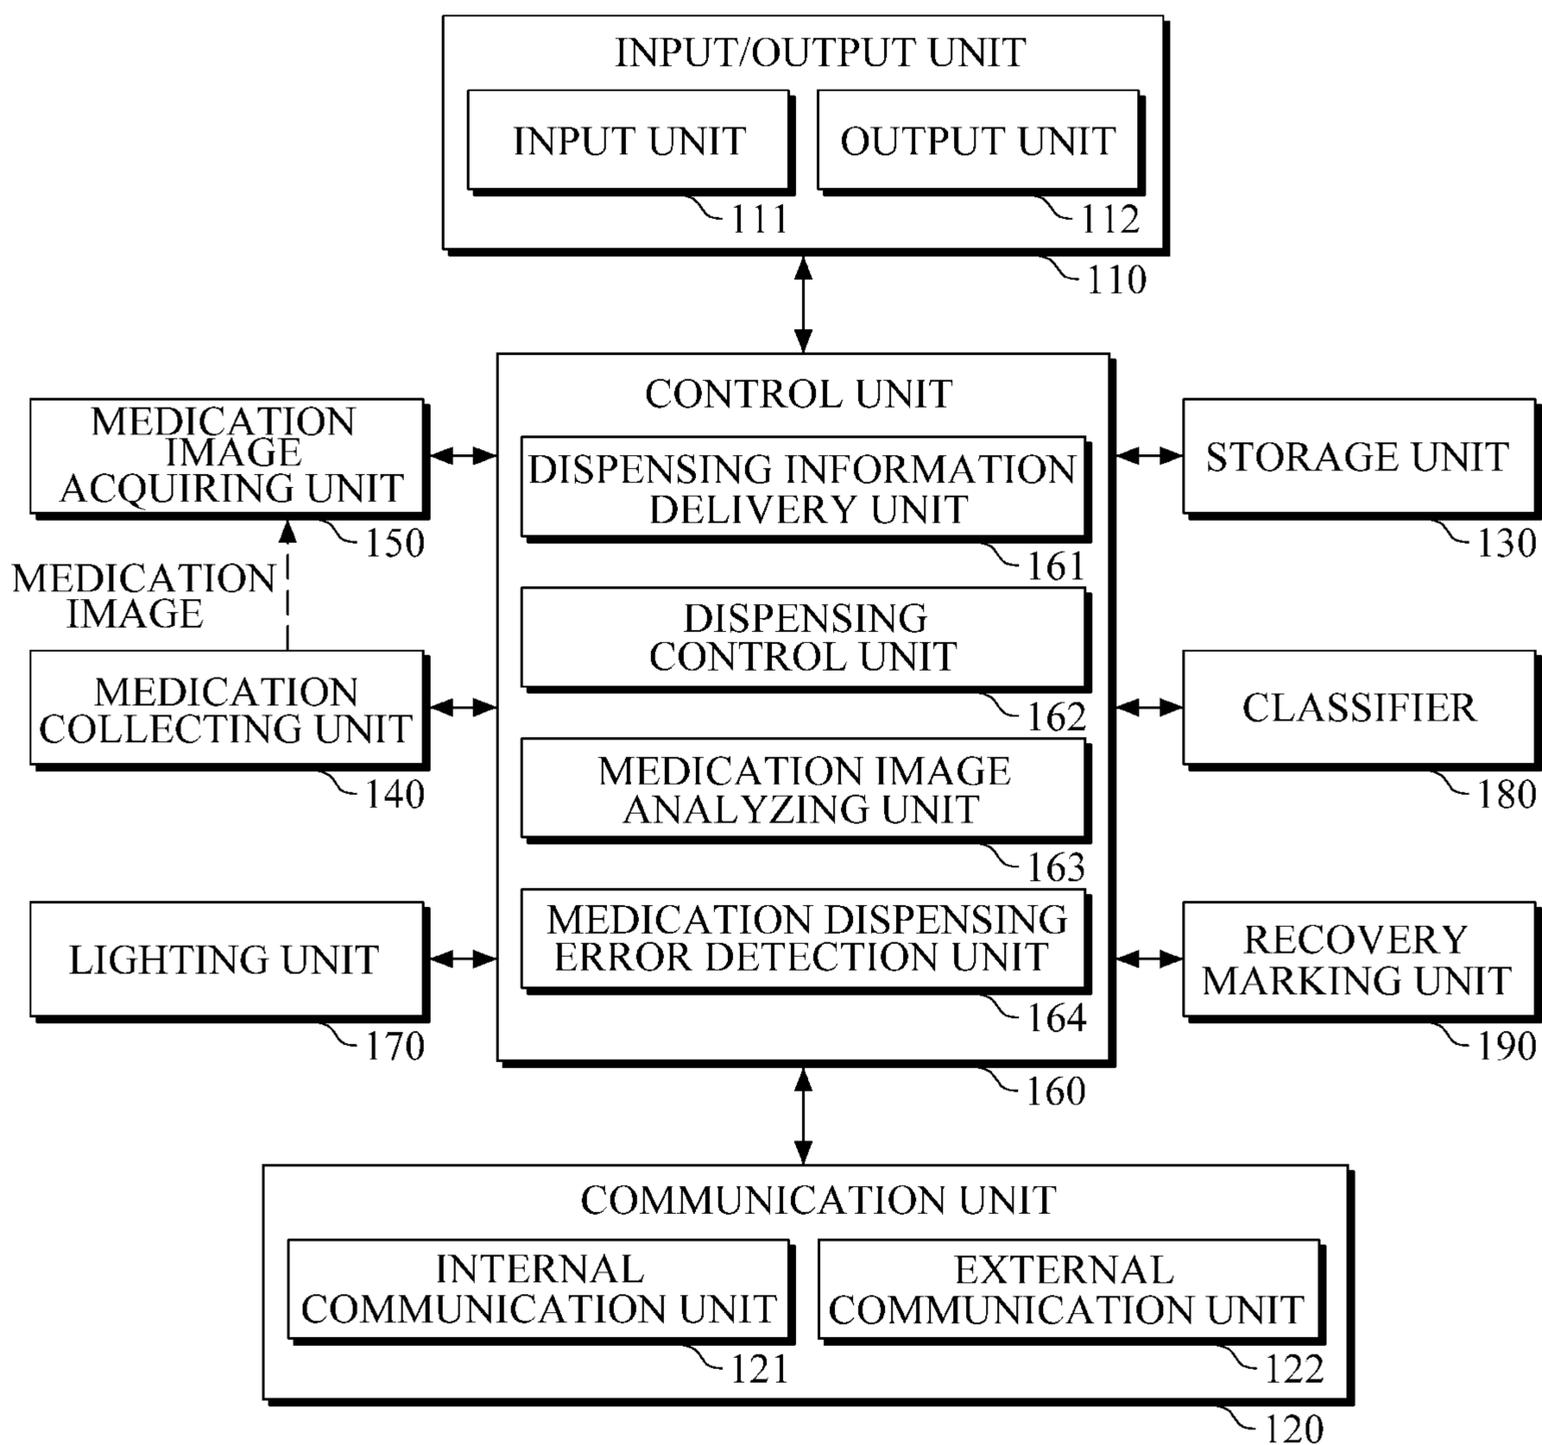 INPUT/OUTPUT UNIT
INPUT UNIT
OUTPUT UNIT
111
112
110
CONTROL UNIT
MEDICATION
IMAGE
ACQUIRING UNIT
150
DISPENSING INFORMATION
DELIVERY UNIT
161
STORAGE UNIT
130
MEDICATION
IMAGE
DISPENSING
CONTROL UNIT
162
MEDICATION
COLLECTING UNIT
140
CLASSIFIER
180
MEDICATION IMAGE
ANALYZING UNIT
163
LIGHTING UNIT
170
MEDICATION DISPENSING
ERROR DETECTION UNIT
164
RECOVERY
MARKING UNIT
190
160
COMMUNICATION UNIT
INTERNAL
COMMUNICATION UNIT
121
EXTERNAL
COMMUNICATION UNIT
122
120